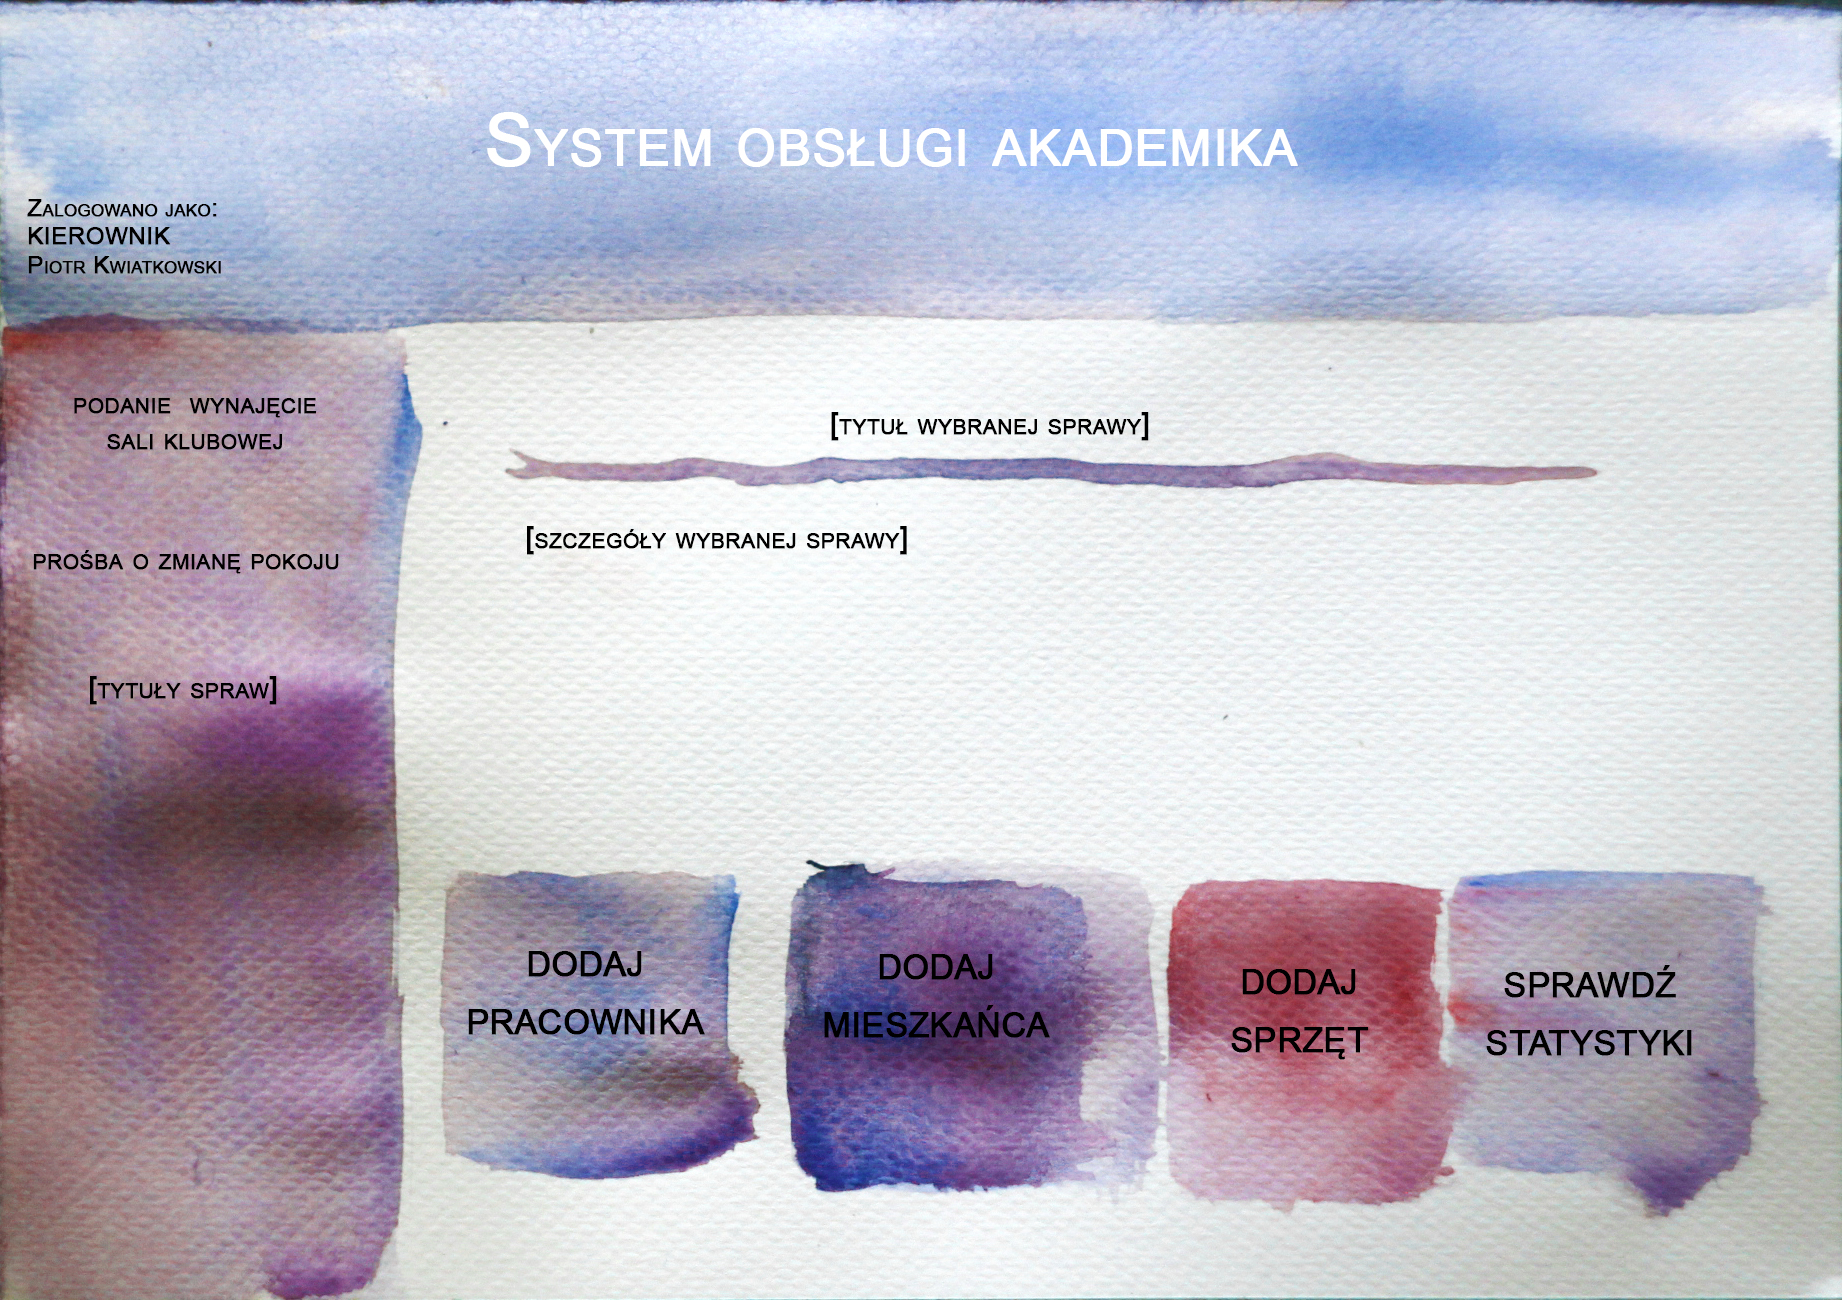 System obsługi akademika
Zalogowano jako:
KIEROWNIK
Piotr Kwiatkowski
podanie wynajęcie
sali klubowej
prośba o zmianę pokoju
[tytuły spraw]
[tytuł wybranej sprawy]
[szczegóły wybranej sprawy]
DODAJ
PRACOWNIKA
DODAJ
MIESZKAŃCA
DODAJ
SPRZĘT
SPRAWDŹ
STATYSTYKI